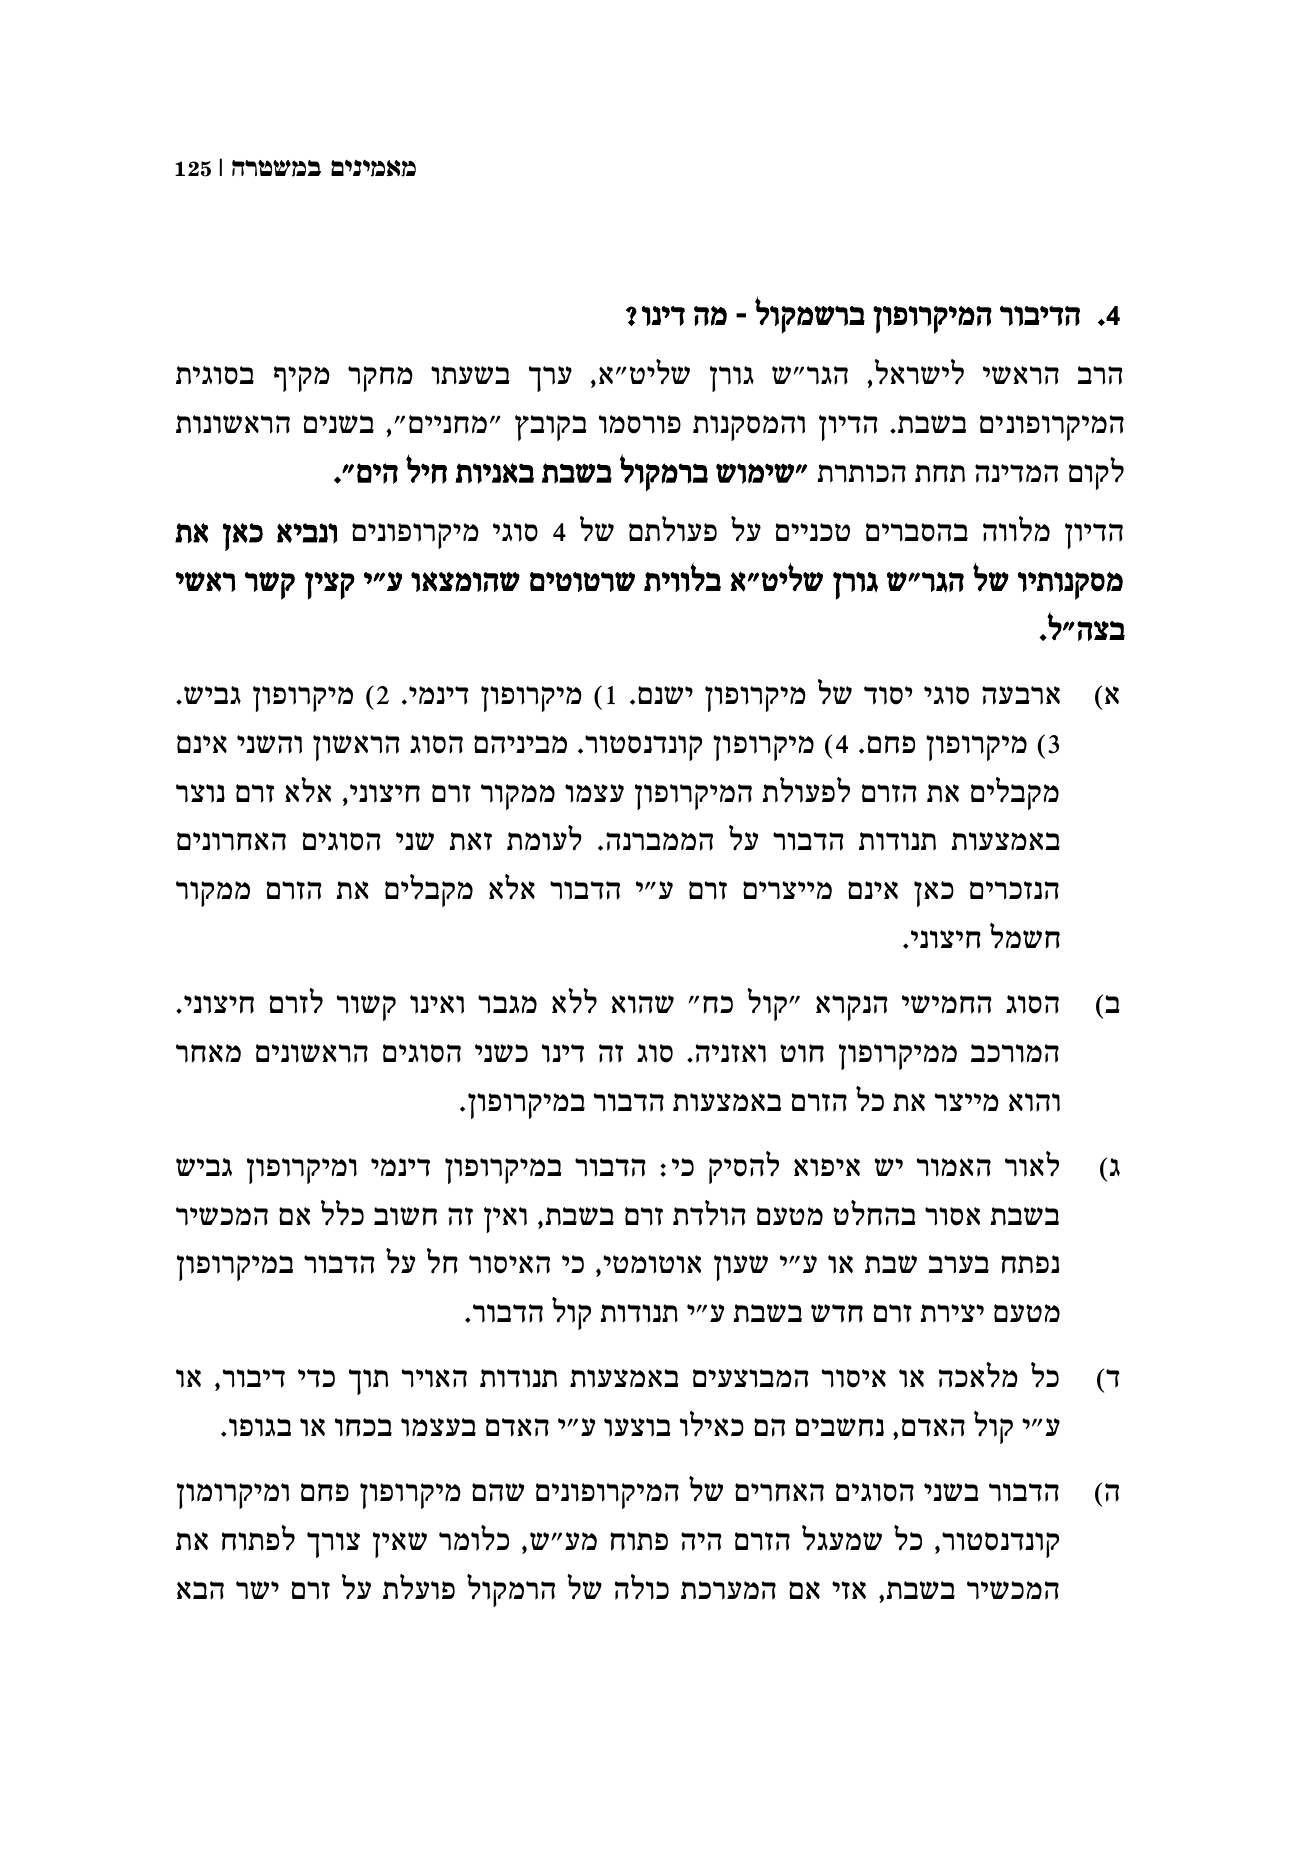 מאמינים במשטרה | 125
4. הדיבור המיקרופון ברשמקול - מה דינו?
הרב הראשי לישראל, הגר״ש גורן שליט״א, ערך בשעתו מחקר מקיף בסוגית
המיקרופונים בשבת. הדיון והמסקנות פורסמו בקובץ ״מחניים״, בשנים הראשונות
לקום המדינה תחת הכותרת ״שימוש ברמקול בשבת באניות חיל הים״.
הדיון מלווה בהסברים טכניים על פעולתם של 4 סוגי מיקרופונים ונביא כאן את
מסקנותיו של הגר״ש גורן שליט״א בלווית שרטוטים שהומצאו ע״י קצין קשר ראשי
בצה״ל.
א) ארבעה סוגי יסוד של מיקרופון ישנם. 1) מיקרופון דינמי. 2) מיקרופון גביש.
3) מיקרופון פחם. 4) מיקרופון קונדנסטור. מביניהם הסוג הראשון והשני אינם
מקבלים את הזרם לפעולת המיקרופון עצמו ממקור זרם חיצוני, אלא זרם נוצר
באמצעות תנודות הדבור על הממברנה. לעומת זאת שני הסוגים האחרונים
הנזכרים כאן אינם מייצרים זרם ע״י הדבור אלא מקבלים את הזרם ממקור
חשמל חיצוני.
ב) הסוג החמישי הנקרא ״קול כח״ שהוא ללא מגבר ואינו קשור לזרם חיצוני.
המורכב ממיקרופון חוט ואזניה. סוג זה דינו כשני הסוגים הראשונים מאחר
והוא מייצר את כל הזרם באמצעות הדבור במיקרופון.
ג) לאור האמור יש איפוא להסיק כי: הדבור במיקרופון דינמי ומיקרופון גביש
בשבת אסור בהחלט מטעם הולדת זרם בשבת, ואין זה חשוב כלל אם המכשיר
נפתח בערב שבת או ע״י שעון אוטומטי, כי האיסור חל על הדבור במיקרופון
מטעם יצירת זרם חדש בשבת ע״י תנודות קול הדבור.
ד) כל מלאכה או איסור המבוצעים באמצעות תנודות האויר תוך כדי דיבור, או
ע״י קול האדם, נחשבים הם כאילו בוצעו ע״י האדם בעצמו בכחו או בגופו.
ה) הדבור בשני הסוגים האחרים של המיקרופונים שהם מיקרופון פחם ומיקרומון
קונדנסטור, כל שמעגל הזרם היה פתוח מע״ש, כלומר שאין צורך לפתוח את
המכשיר בשבת, אזי אם המערכת כולה של הרמקול פועלת על זרם ישר הבא